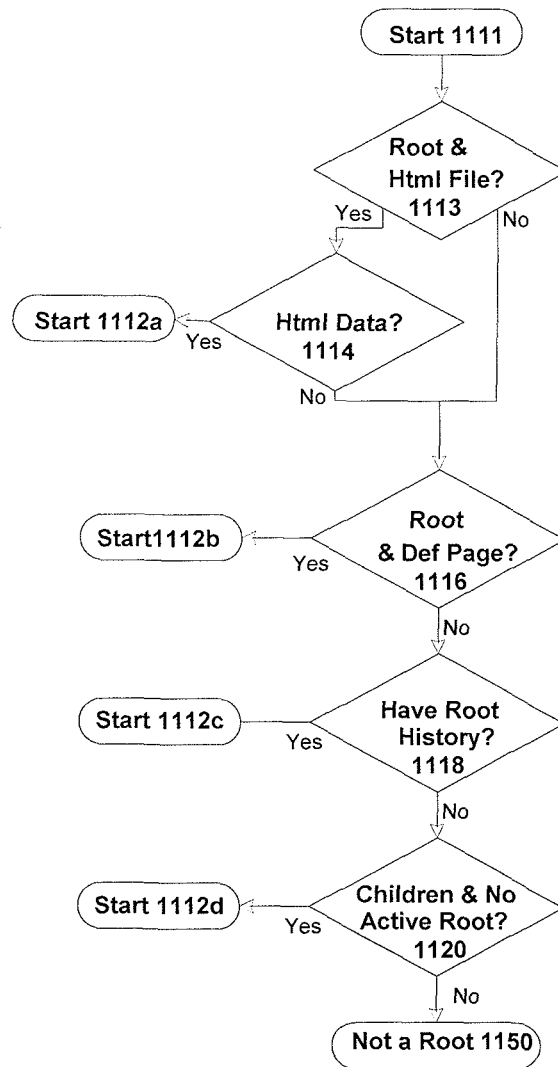 Start 1111
Root &
Html File?
1113
Yes
No
Start 1112a
Yes
Html Data?
1114
No
Start1112b
Yes
Root
& Def Page?
1116
No
Start 1112c
Yes
Have Root
History?
1118
No
Start 1112d
Yes
Children & No
Active Root?
1120
No
Not a Root 1150